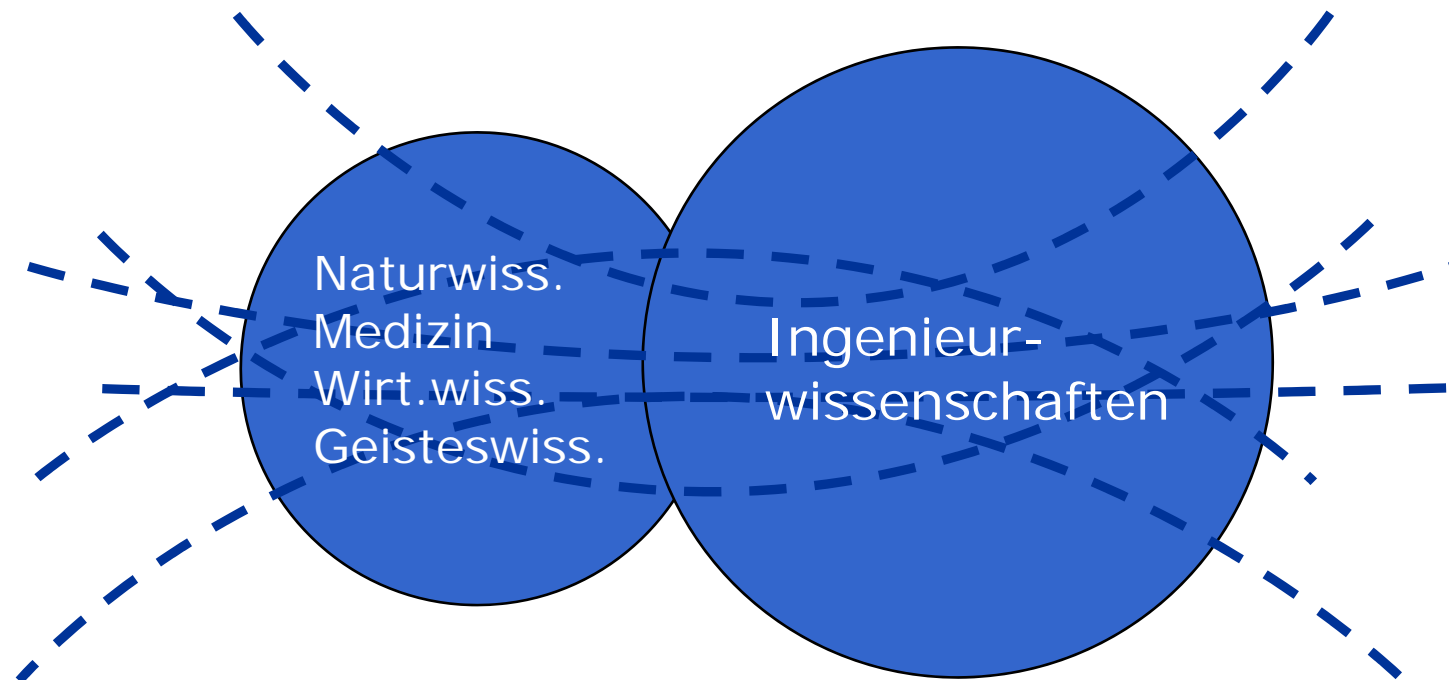 Naturwiss.
Medizin
Wirt.wiss.
Geisteswiss.
Ingenieur-
wissenschaften